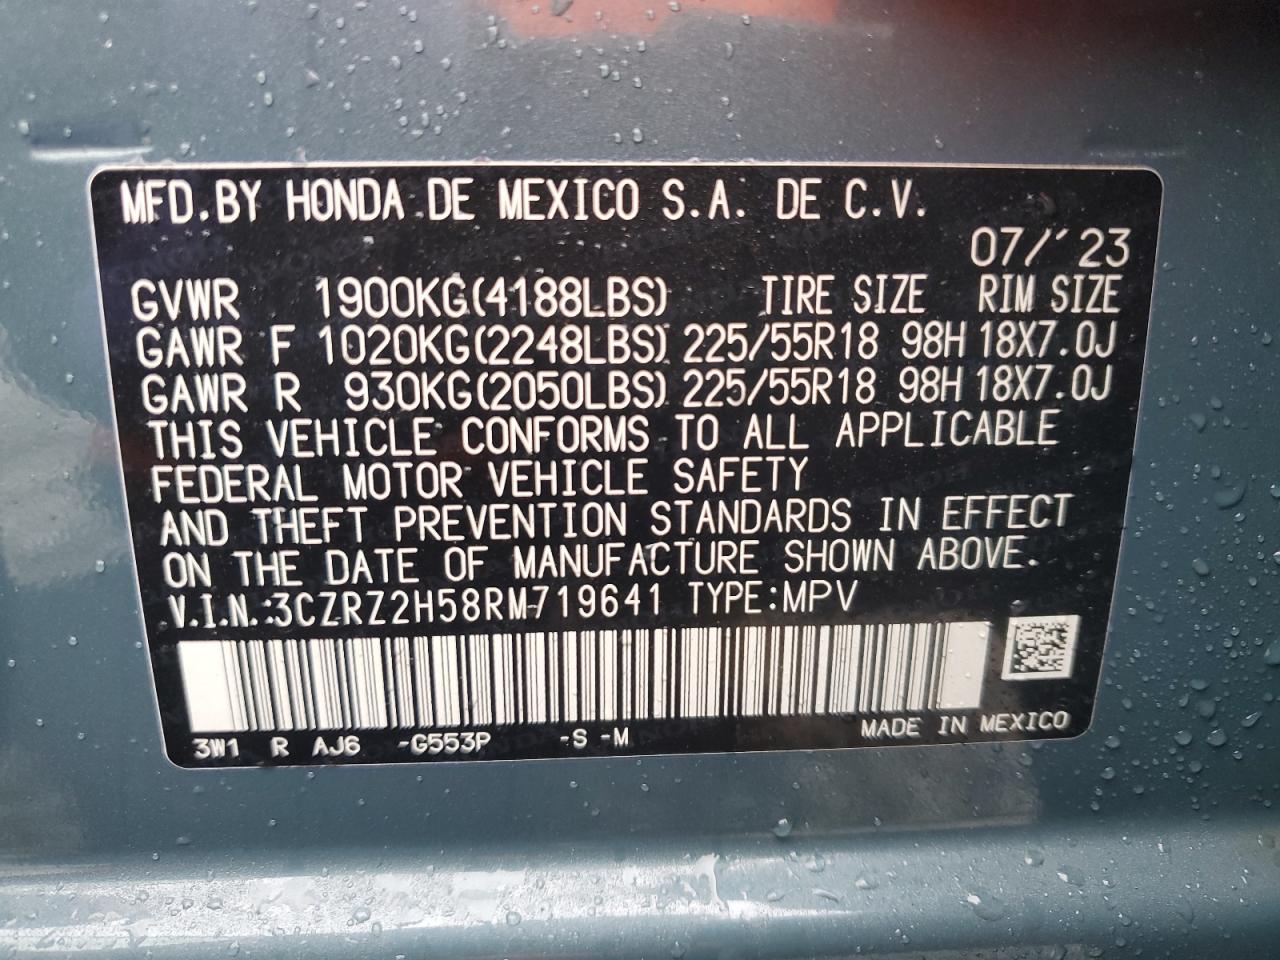 MFD.BY HONDA DE MEXICO S.A. DE C.V.
07/'23
GVWR 1900KG(4188LBS) TIRE SIZE RIM SIZE
GAWR F 1020KG(2248LBS) 225/55R18 98H 18X7.0J
GAWR R 930KG(2050LBS) 225/55R18 98H 18X7.0J
THIS VEHICLE CONFORMS TO ALL APPLICABLE
FEDERAL MOTOR VEHICLE SAFETY
AND THEFT PREVENTION STANDARDS IN EFFECT
ON THE DATE OF MANUFACTURE SHOWN ABOVE.
V.I.N.:3CZRZ2H58RM719641 TYPE:MPV
3W1 R AJ6 -G553P -S -M MADE IN MEXICO